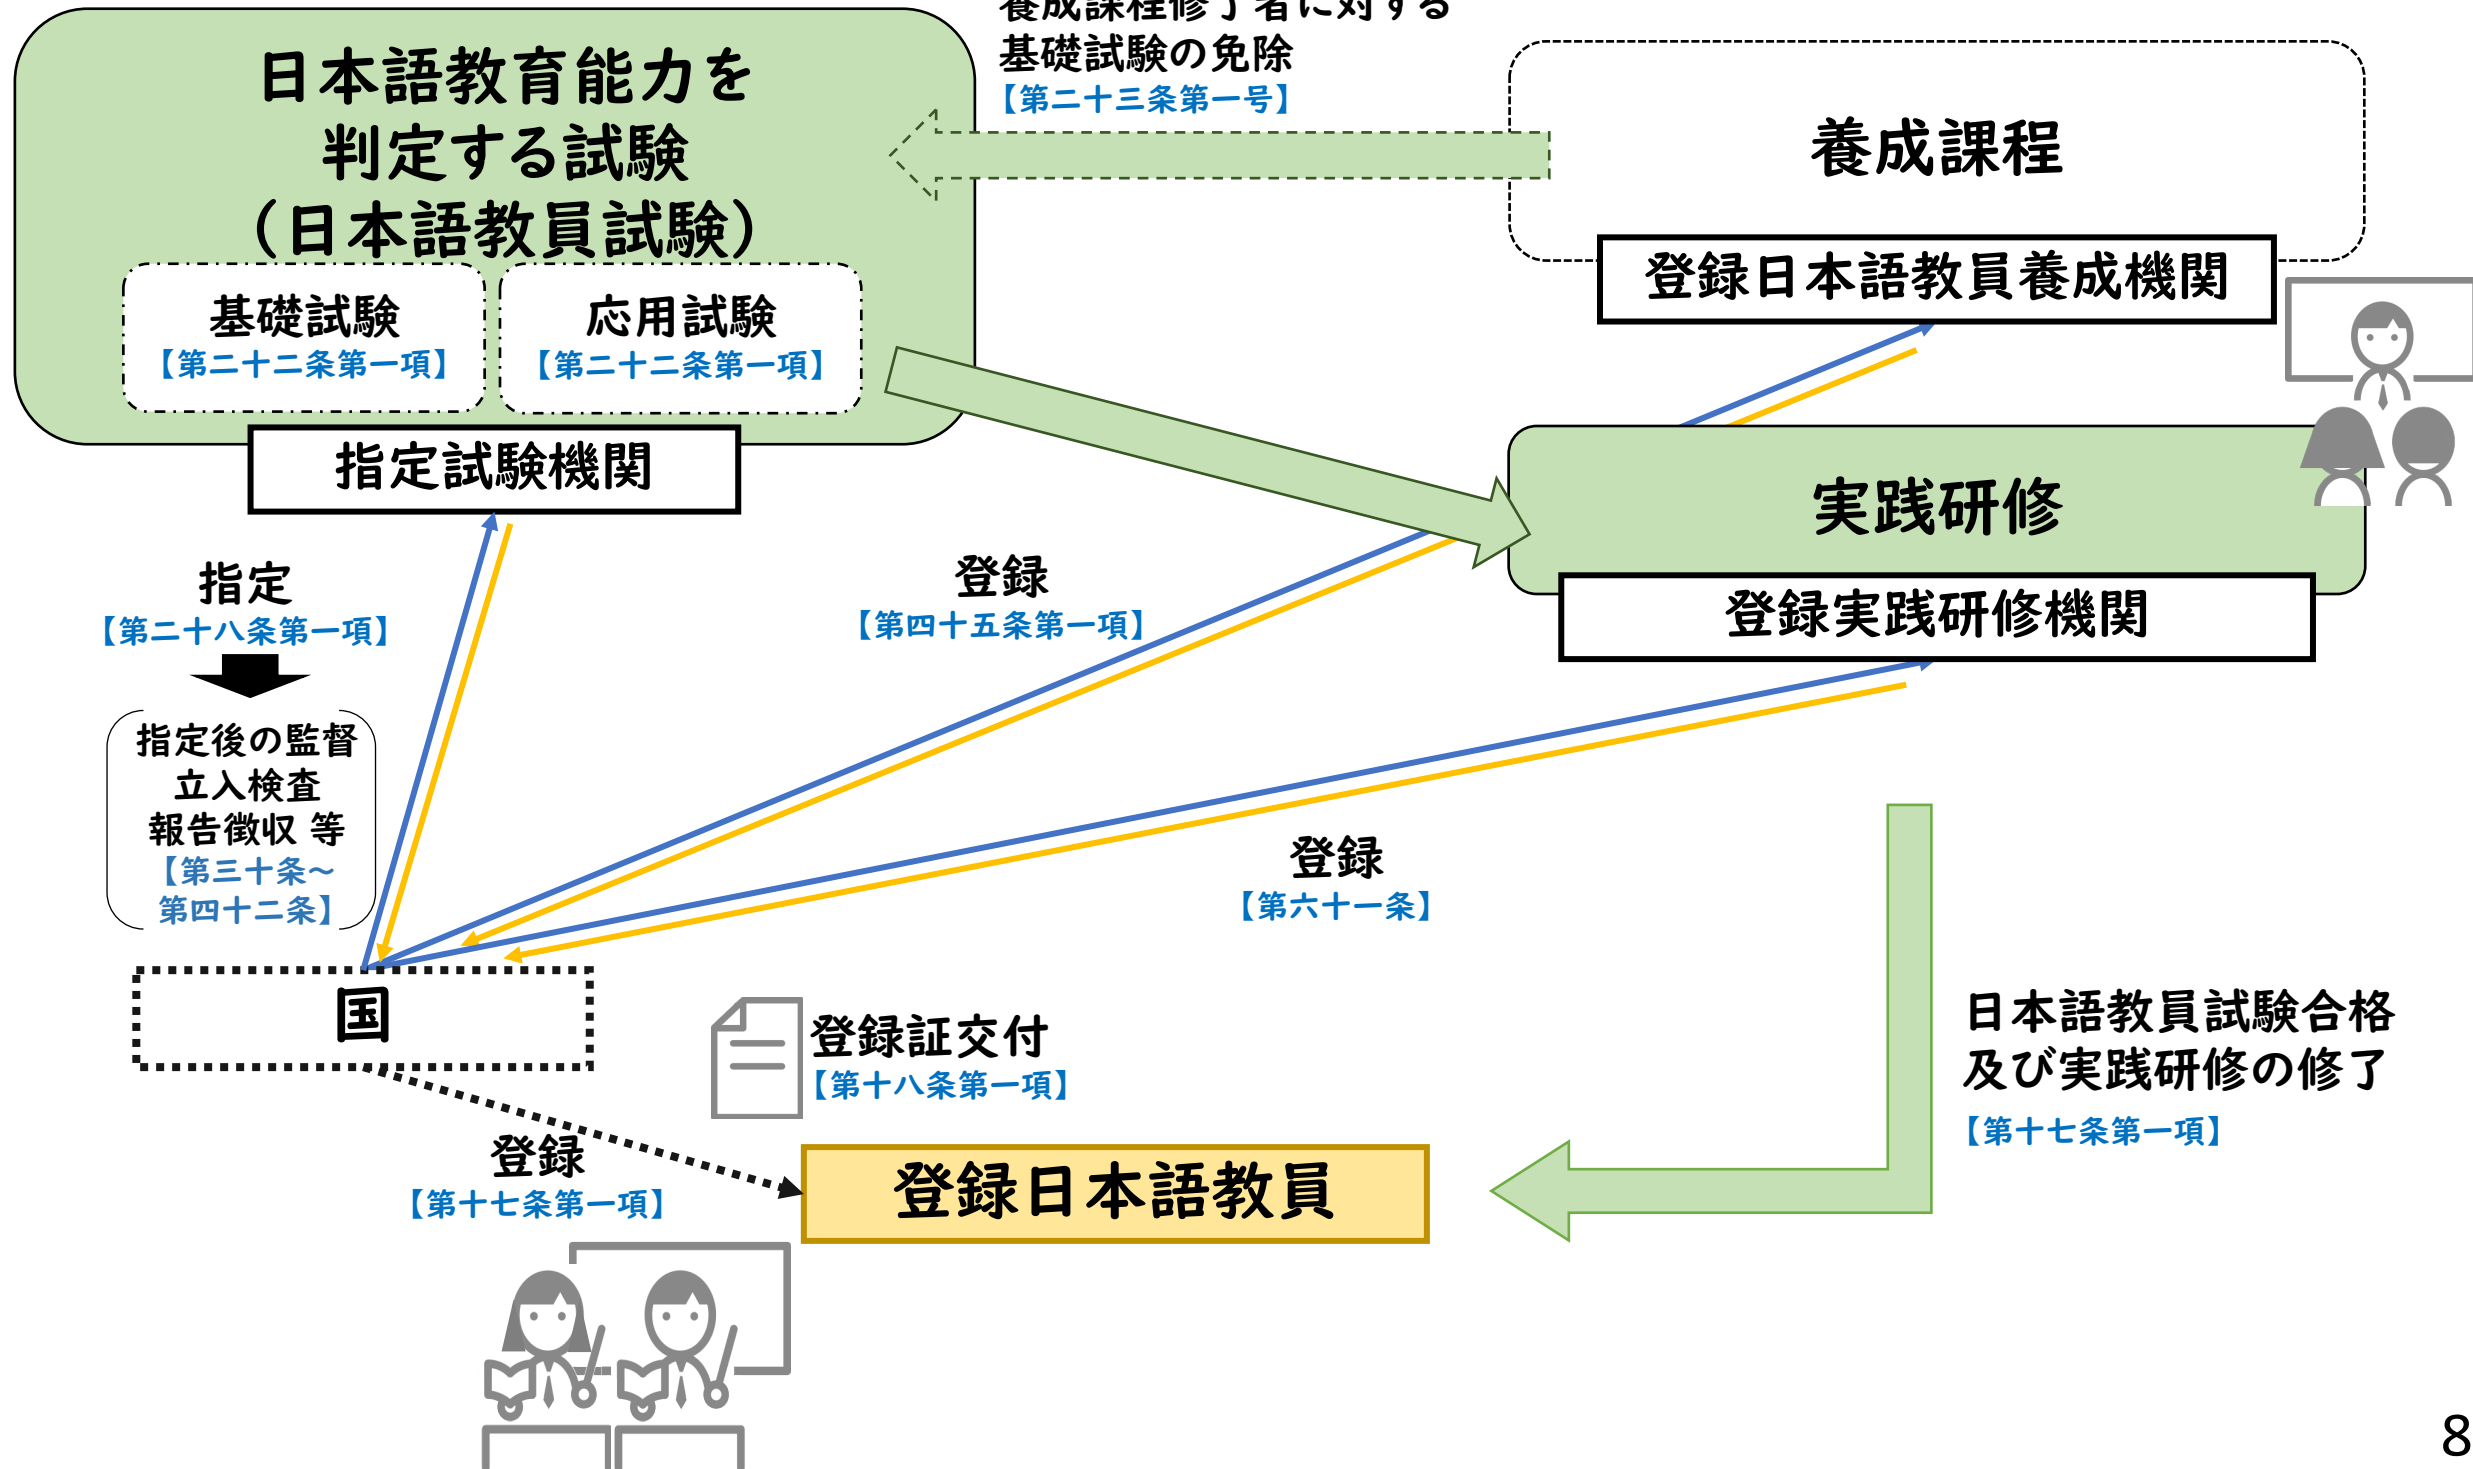 養成課程修了者に対する
基礎試験の免除
【第二十三条第一号】
日本語教育能力を
判定する試験
（日本語教員試験）
基礎試験
【第二十二条第一項】
応用試験
【第二十二条第一項】
指定試験機関
養成課程
登録日本語教員養成機関
実践研修
登録実践研修機関
指定
【第二十八条第一項】
指定後の監督
立入検査
報告徴収 等
【第三十条～
第四十二条】
登録
【第四十五条第一項】
登録
【第六十一条】
国
登録証交付
【第十八条第一項】
登録
【第十七条第一項】
登録日本語教員
日本語教員試験合格
及び実践研修の修了
【第十七条第一項】
8